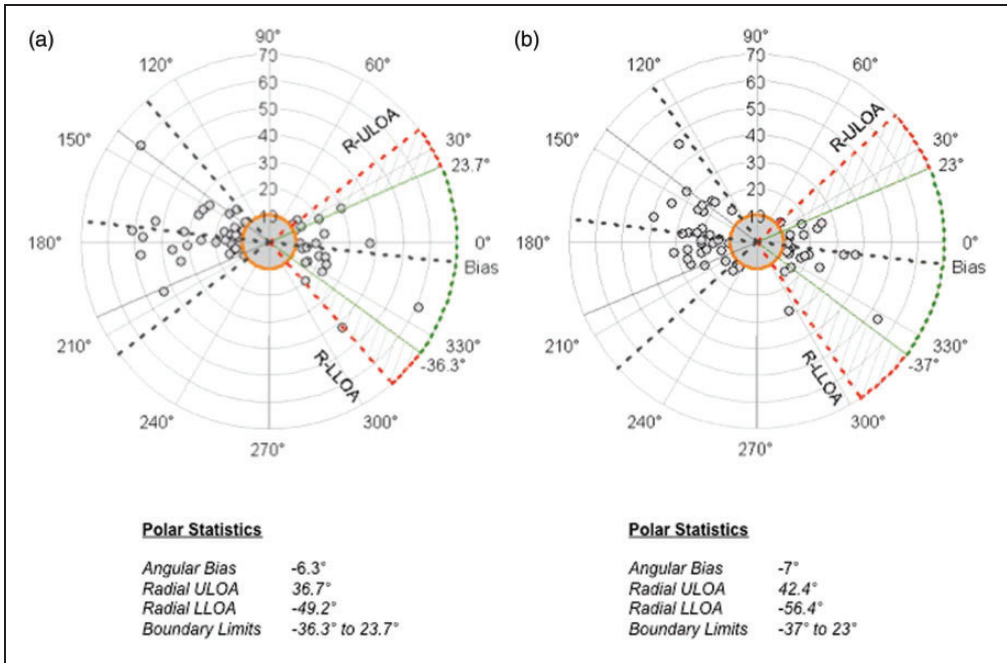 (a)
90°
120°
70
60°
60
150°
50
R-ULOA
30°
40
23.7°
30
20
10
180°
0°
Bias
210°
330°
-36.3°
R-LLOA
240°
300°
270°
(b)
90°
120°
70
60°
60
150°
50
R-ULOA
30°
40
23°
30
20
180°
0°
Bias
210°
330°
-37°
R-LLOA
240°
300°
270°
Polar Statistics
Angular Bias -6.3°
Radial ULOA 36.7°
Radial LLOA -49.2°
Boundary Limits -36.3° to 23.7°
Polar Statistics
Angular Bias -7°
Radial ULOA 42.4°
Radial LLOA -56.4°
Boundary Limits -37° to 23°